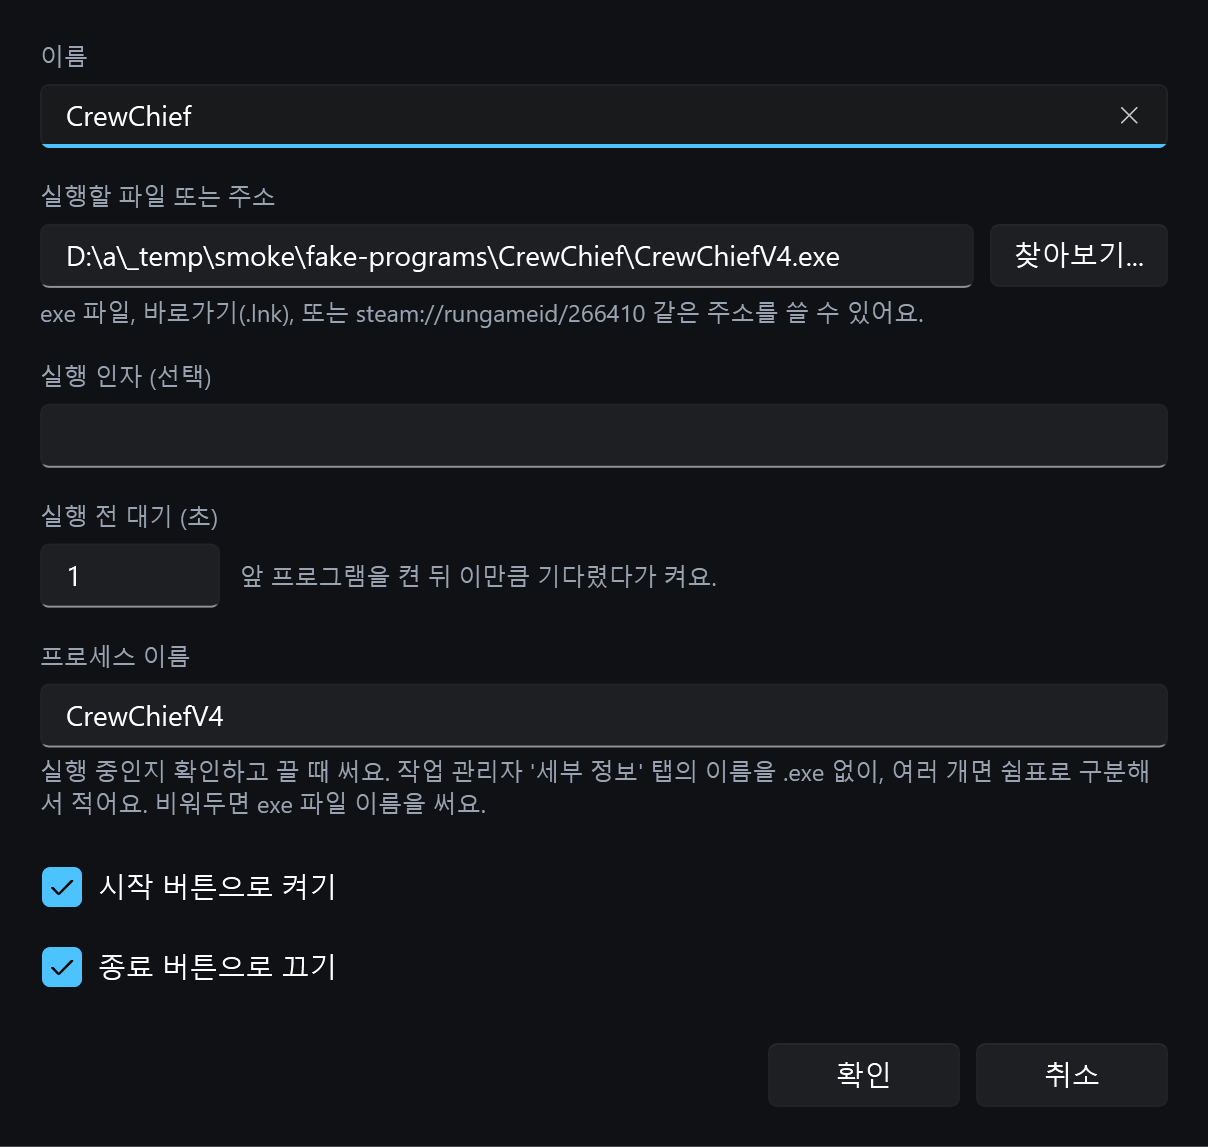 이름
CrewChief
실행할 파일 또는 주소
D:\a\_temp\smoke\fake-programs\CrewChief\CrewChiefV4.exe
찾아보기...
exe 파일, 바로가기(.lnk), 또는 steam://rungameid/266410 같은 주소를 쓸 수 있어요.
실행 인자 (선택)
실행 전 대기 (초)
1
앞 프로그램을 켠 뒤 이만큼 기다렸다가 켜요.
프로세스 이름
CrewChiefV4
실행 중인지 확인하고 끌 때 써요. 작업 관리자 '세부 정보' 탭의 이름을 .exe 없이, 여러 개면 쉼표로 구분해
서 적어요. 비워두면 exe 파일 이름을 써요.
시작 버튼으로 켜기
종료 버튼으로 끄기
확인
취소